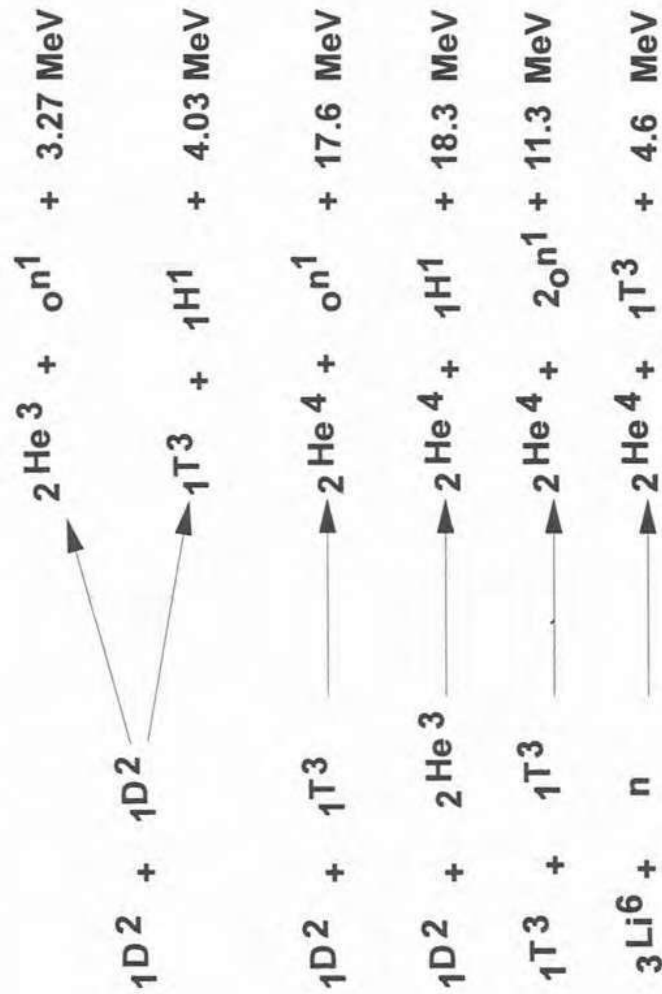 ₂He³ + ₀n¹ + 3.27 MeV
₁D² + ₁D²
₁T³ + ₁H¹ + 4.03 MeV
₁D² + ₁T³ ⟶ ₂He⁴ + ₀n¹ + 17.6 MeV
₁D² + ₂He³ ⟶ ₂He⁴ + ₁H¹ + 18.3 MeV
₁T³ + ₁T³ ⟶ ₂He⁴ + 2₀n¹ + 11.3 MeV
₃Li⁶ + n ⟶ ₂He⁴ + ₁T³ + 4.6 MeV